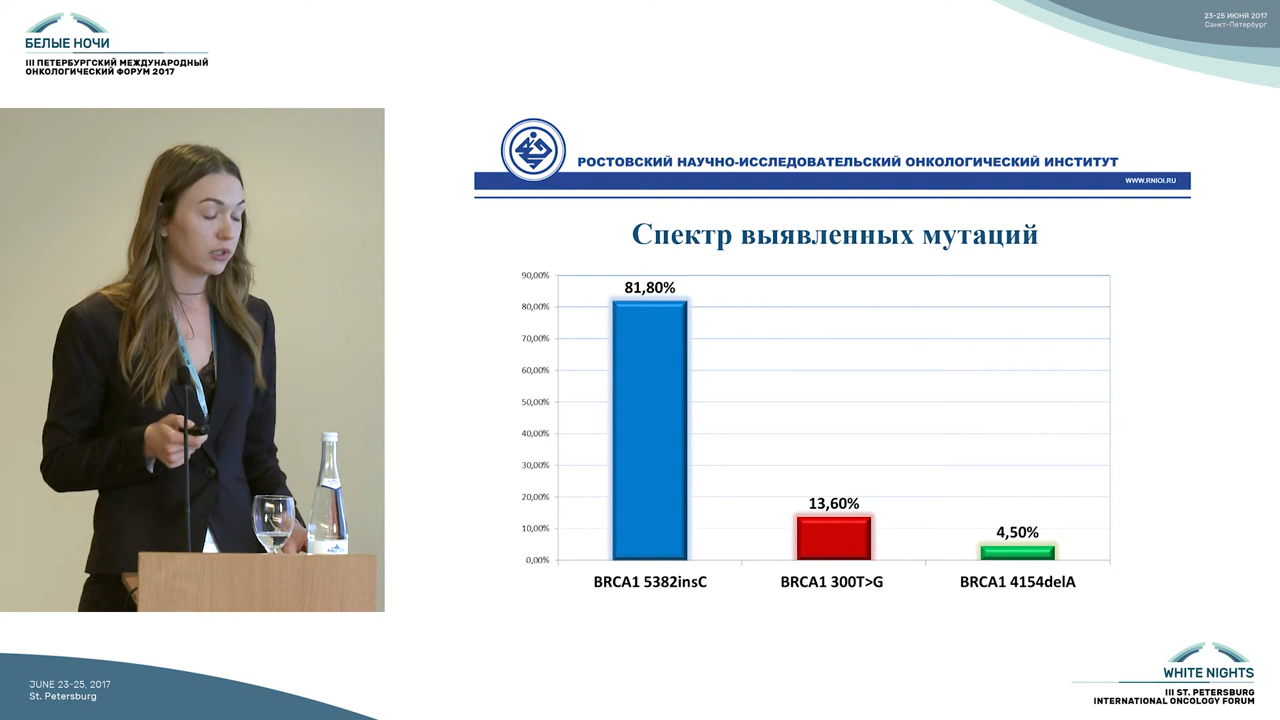 БЕЛЫЕ НОЧИ
III ПЕТЕРБУРГСКИЙ МЕЖДУНАРОДНЫЙ
ОНКОЛОГИЧЕСКИЙ ФОРУМ 2017
23-25 ИЮНЯ 2017
Санкт-Петербург
РОСТОВСКИЙ НАУЧНО-ИССЛЕДОВАТЕЛЬСКИЙ ОНКОЛОГИЧЕСКИЙ ИНСТИТУТ
WWW.RNIOI.RU
Спектр выявленных мутаций
90,00%
80,00%
70,00%
60,00%
50,00%
40,00%
30,00%
20,00%
10,00%
0,00%
81,80%
13,60%
4,50%
BRCA1 5382insC
BRCA1 300T>G
BRCA1 4154delA
JUNE 23-25, 2017
St. Petersburg
WHITE NIGHTS
III ST. PETERSBURG
INTERNATIONAL ONCOLOGY FORUM